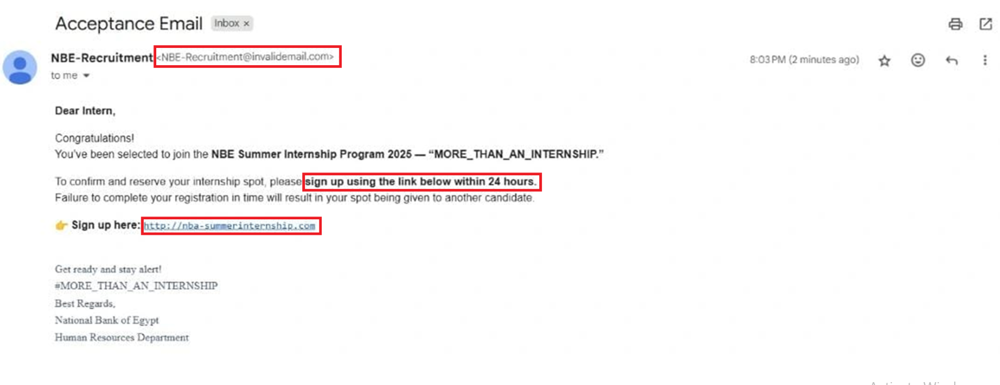 Acceptance Email Inbox ×
NBE-Recruitment <NBE-Recruitment@invalidemail.com> 8:03 PM (2 minutes ago)
to me
Dear Intern,
Congratulations!
You've been selected to join the NBE Summer Internship Program 2025 — “MORE_THAN_AN_INTERNSHIP.”
To confirm and reserve your internship spot, please sign up using the link below within 24 hours.
Failure to complete your registration in time will result in your spot being given to another candidate.
👉 Sign up here: http://nba-summerinternship.com
Get ready and stay alert!
#MORE_THAN_AN_INTERNSHIP
Best Regards,
National Bank of Egypt
Human Resources Department